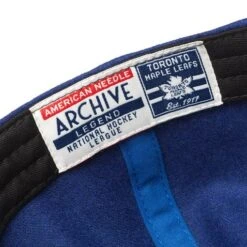 AMERICAN NEEDLE
ARCHIVE
LEGEND
NATIONAL HOCKEY
LEAGUE
TORONTO
MAPLE LEAFS
Est. 1917